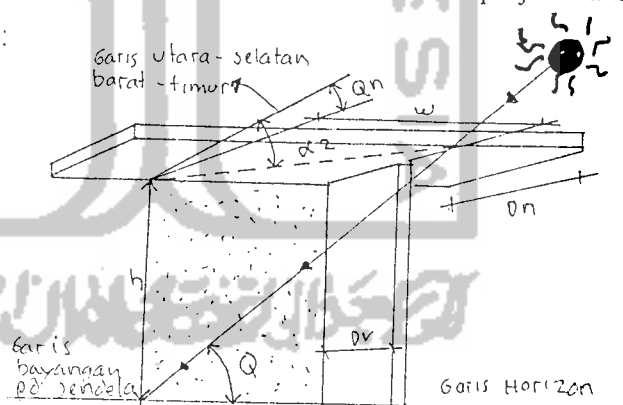 :
Garis utara - selatan
barat - timur
Qn
w
α2
Dn
h
DV
Q
Garis
bayangan
pd jendela
Garis Horizon